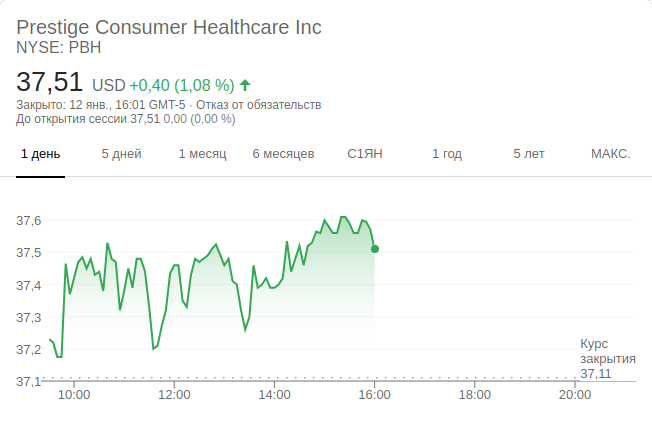 Prestige Consumer Healthcare Inc
NYSE: PBH
37,51 USD +0,40 (1,08 %)
Закрыто: 12 янв., 16:01 GMT-5 · Отказ от обязательств
До открытия сессии 37,51 0,00 (0,00 %)
1 день 5 дней 1 месяц 6 месяцев С1ЯН 1 год 5 лет МАКС.
37,6
37,5
37,4
37,3
37,2
37,1
Курс
закрытия
37,11
10:00 12:00 14:00 16:00 18:00 20:00